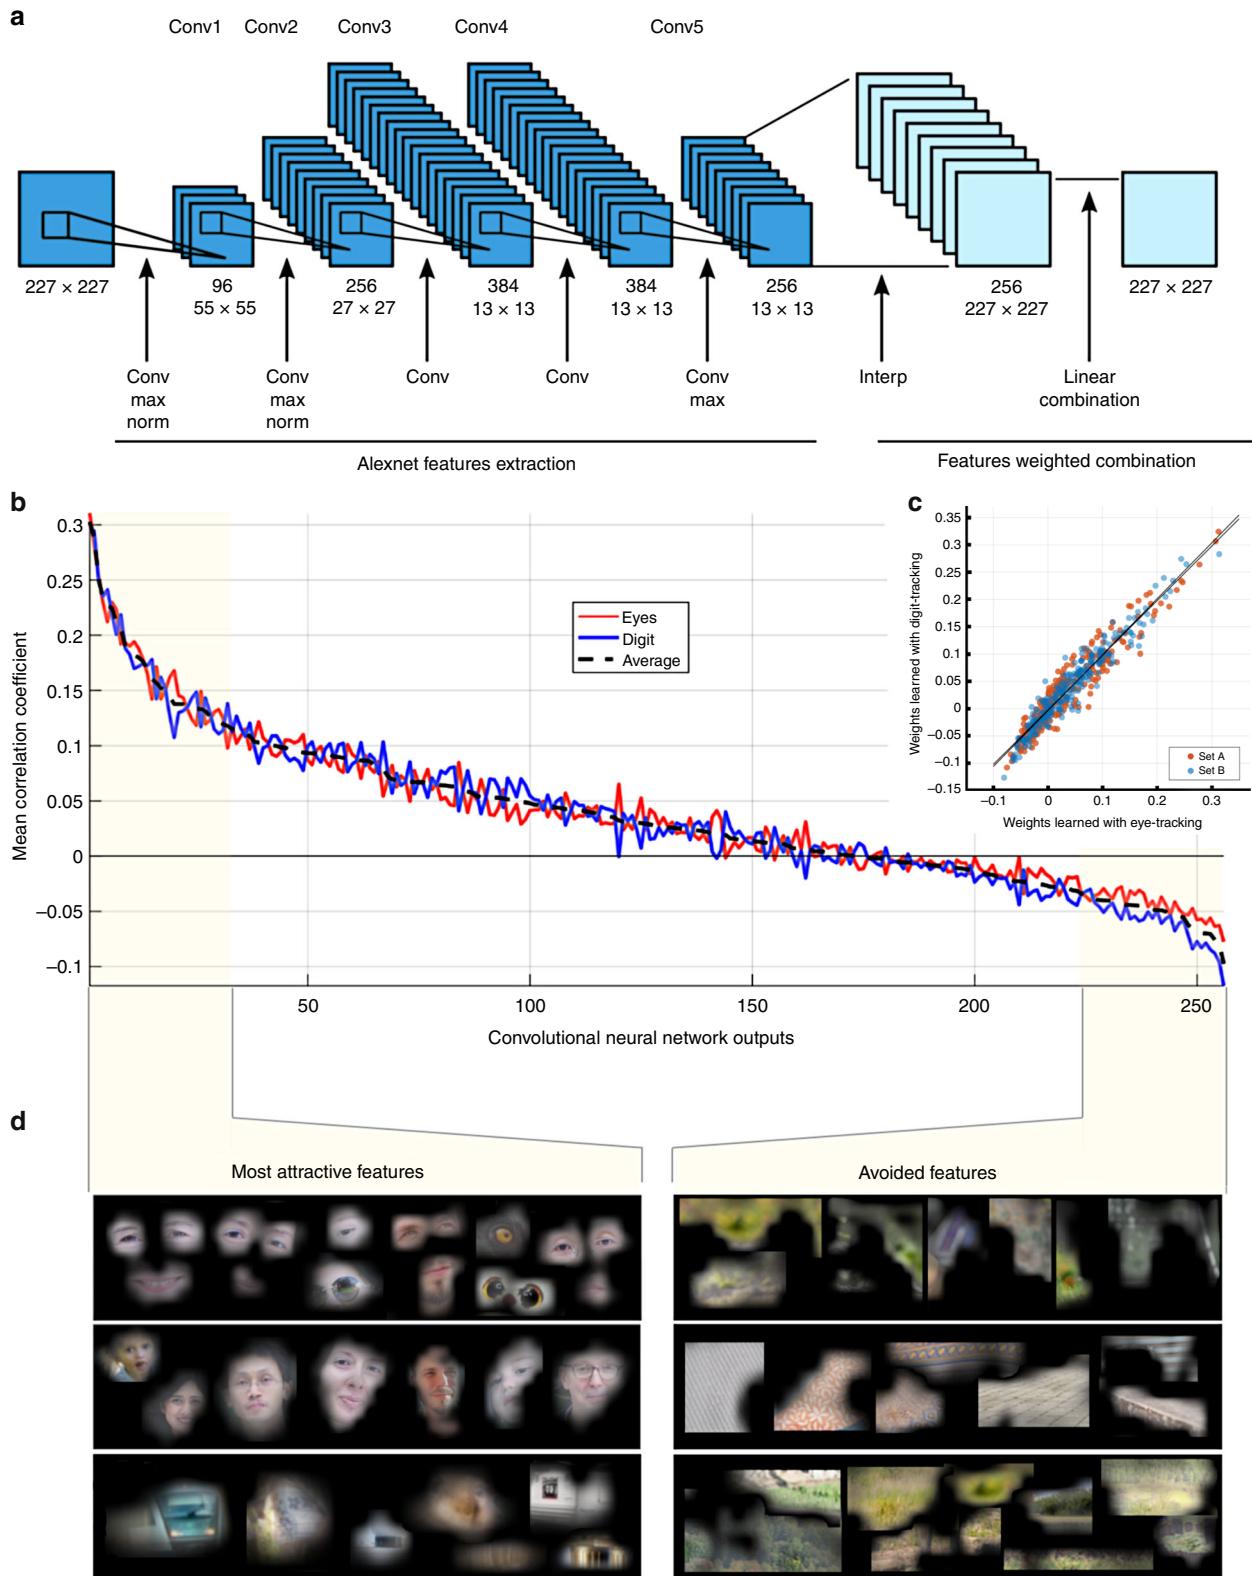 a
Conv1 Conv2 Conv3 Conv4 Conv5
227 × 227
96
55 × 55
256
27 × 27
384
13 × 13
384
13 × 13
256
13 × 13
256
227 × 227
227 × 227
Conv
max
norm
Conv
max
norm
Conv
Conv
Conv
max
Interp
Linear
combination
Alexnet features extraction
Features weighted combination
b
Mean correlation coefficient
0.3
0.25
0.2
0.15
0.1
0.05
0
−0.05
−0.1
50 100 150 200 250
Convolutional neural network outputs
Eyes
Digit
Average
c
Weights learned with digit-tracking
0.35
0.3
0.25
0.2
0.15
0.1
0.05
0
−0.05
−0.1
−0.15
−0.1 0 0.1 0.2 0.3
Weights learned with eye-tracking
Set A
Set B
d
Most attractive features
Avoided features